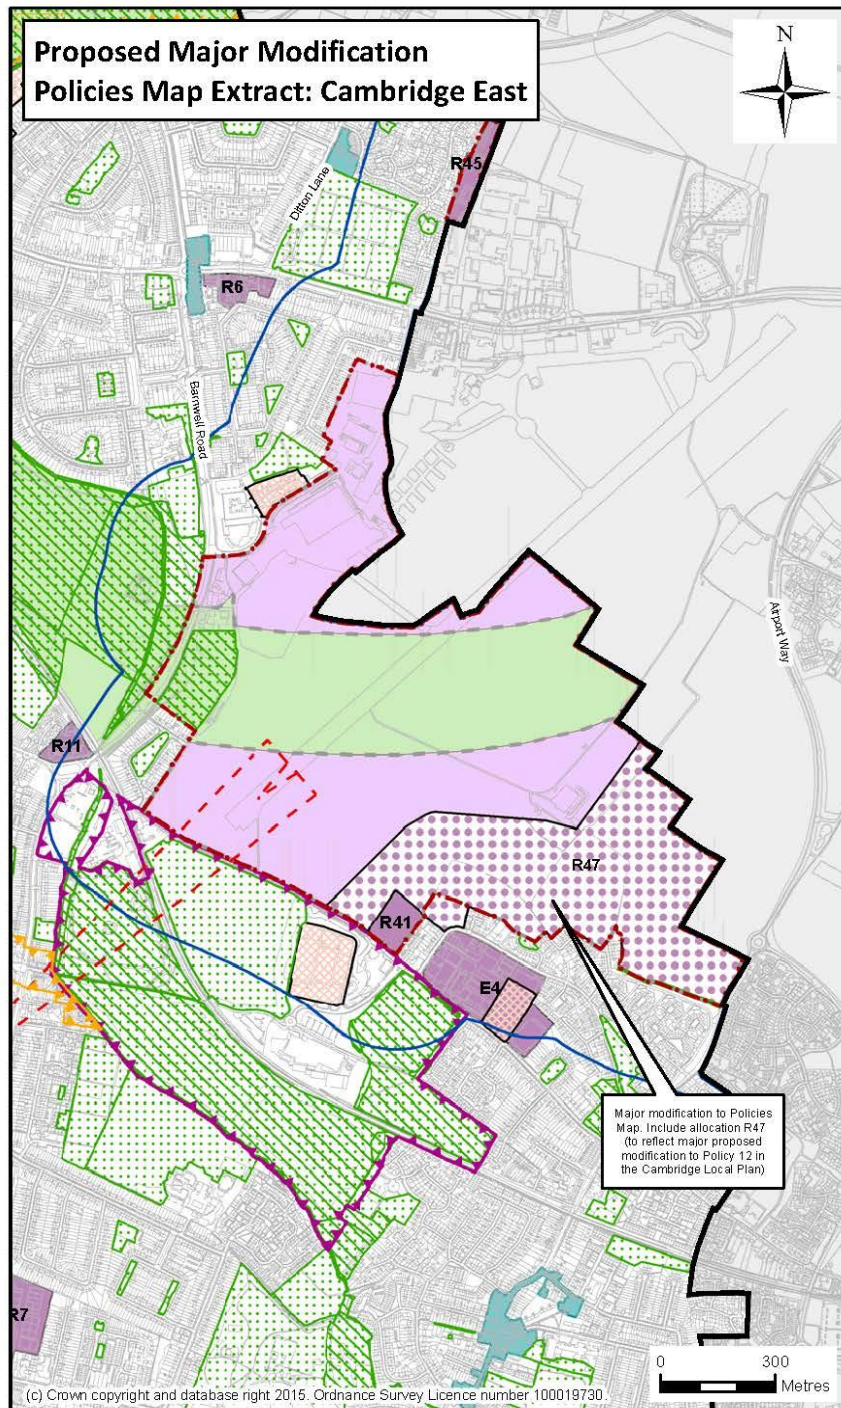 Proposed Major Modification
Policies Map Extract: Cambridge East
N
R45
Ditton Lane
R6
Barnwell Road
Airport Way
R11
R47
R41
E4
Major modification to Policies
Map. Include allocation R47
(to reflect major proposed
modification to Policy 12 in
the Cambridge Local Plan)
R7
0 300
Metres
(c) Crown copyright and database right 2015. Ordnance Survey Licence number 100019730.